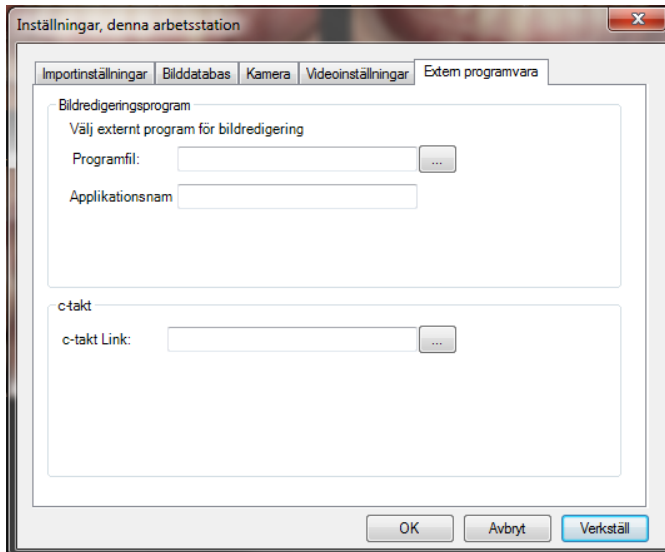 Inställningar, denna arbetsstation
Importinställningar Bilddatabas Kamera Videoinställningar Extern programvara
Bildredigeringsprogram
Välj externt program för bildredigering
Programfil: ...
Applikationsnam
c-takt
c-takt Link: ...
OK Avbryt Verkställ